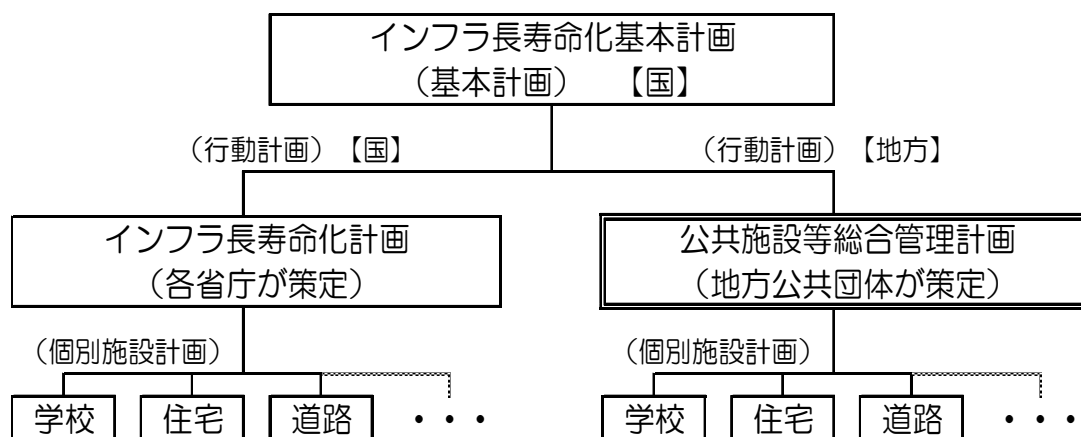 インフラ長寿命化基本計画
（基本計画）　【国】
（行動計画）【国】
（行動計画）【地方】
インフラ長寿命化計画
（各省庁が策定）
公共施設等総合管理計画
（地方公共団体が策定）
（個別施設計画）
（個別施設計画）
学校
住宅
道路
・・・
学校
住宅
道路
・・・